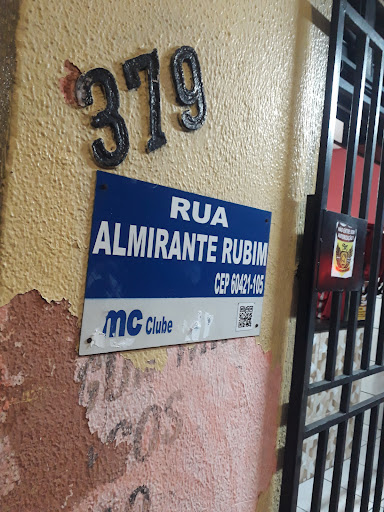 379
RUA
ALMIRANTE RUBIM
CEP 60421-105
MC Clube